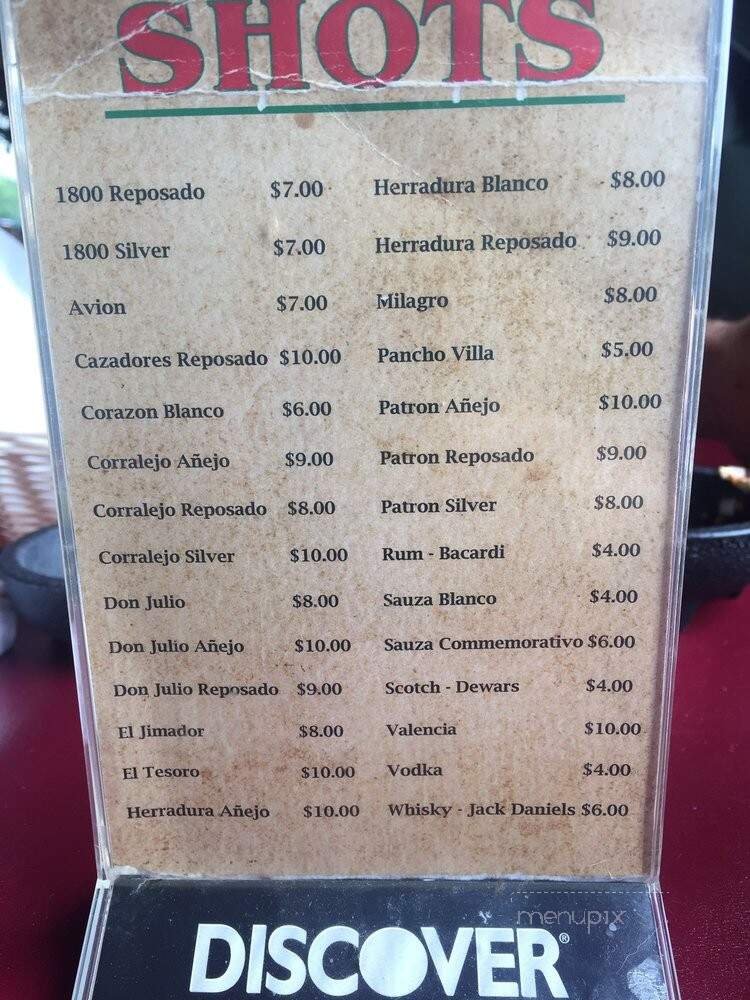 SHOTS
1800 Reposado $7.00
1800 Silver $7.00
Avion $7.00
Cazadores Reposado $10.00
Corazon Blanco $6.00
Corralejo Añejo $9.00
Corralejo Reposado $8.00
Corralejo Silver $10.00
Don Julio $8.00
Don Julio Añejo $10.00
Don Julio Reposado $9.00
El Jimador $8.00
El Tesoro $10.00
Herradura Añejo $10.00
Herradura Blanco $8.00
Herradura Reposado $9.00
Milagro $8.00
Pancho Villa $5.00
Patron Añejo $10.00
Patron Reposado $9.00
Patron Silver $8.00
Rum - Bacardi $4.00
Sauza Blanco $4.00
Sauza Commemorativo $6.00
Scotch - Dewars $4.00
Valencia $10.00
Vodka $4.00
Whisky - Jack Daniels $6.00
menupix
DISCOVER®